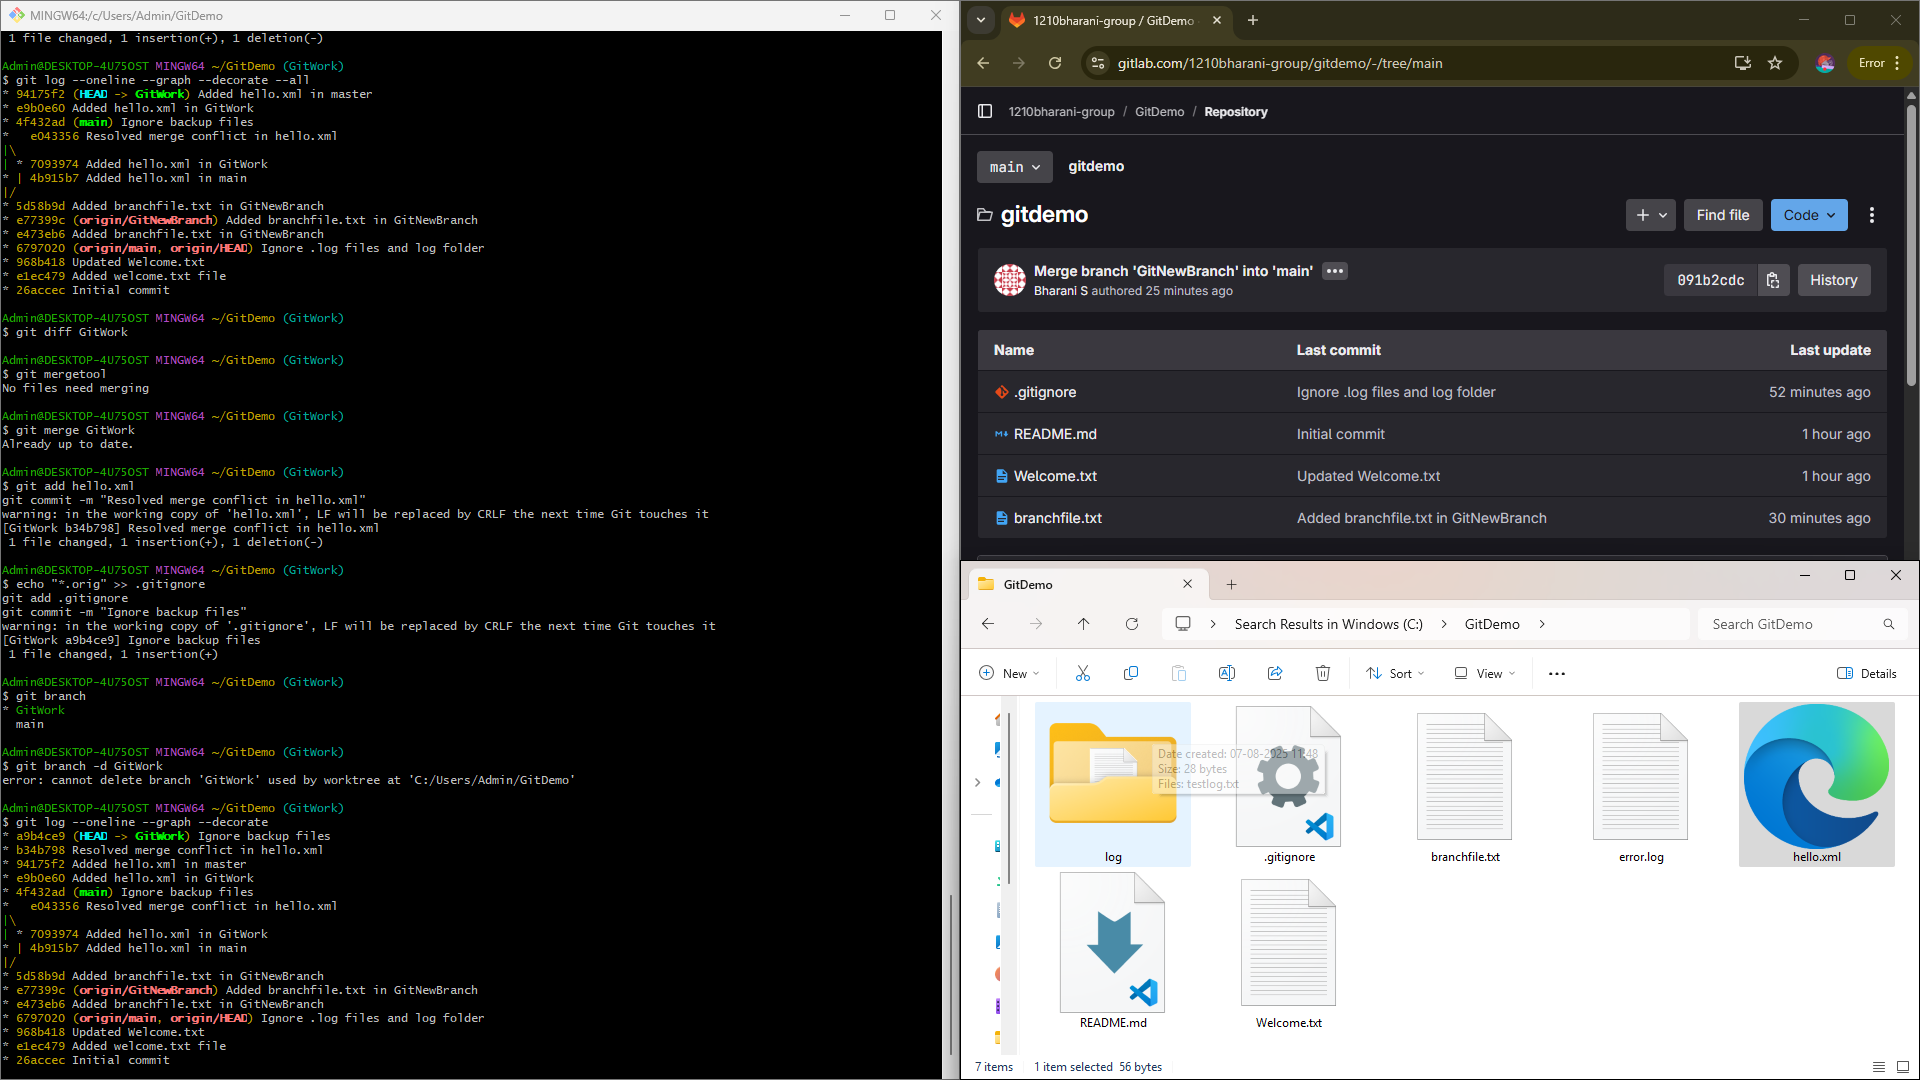 MINGW64:/c/Users/Admin/GitDemo
 1 file changed, 1 insertion(+), 1 deletion(-)
Admin@DESKTOP-4U75OST MINGW64 ~/GitDemo (GitWork)
$ git log --oneline --graph --decorate --all
* 94175f2 (HEAD -> GitWork) Added hello.xml in master
* e9b0e60 Added hello.xml in GitWork
* 4f432ad (main) Ignore backup files
*   e043356 Resolved merge conflict in hello.xml
|\
| * 7093974 Added hello.xml in GitWork
* | 4b915b7 Added hello.xml in main
|/
* 5d58b9d Added branchfile.txt in GitNewBranch
* e77399c (origin/GitNewBranch) Added branchfile.txt in GitNewBranch
* e473eb6 Added branchfile.txt in GitNewBranch
* 6797020 (origin/main, origin/HEAD) Ignore .log files and log folder
* 968b418 Updated Welcome.txt
* e1ec479 Added welcome.txt file
* 26accec Initial commit
Admin@DESKTOP-4U75OST MINGW64 ~/GitDemo (GitWork)
$ git diff GitWork
Admin@DESKTOP-4U75OST MINGW64 ~/GitDemo (GitWork)
$ git mergetool
No files need merging
Admin@DESKTOP-4U75OST MINGW64 ~/GitDemo (GitWork)
$ git merge GitWork
Already up to date.
Admin@DESKTOP-4U75OST MINGW64 ~/GitDemo (GitWork)
$ git add hello.xml
git commit -m "Resolved merge conflict in hello.xml"
warning: in the working copy of 'hello.xml', LF will be replaced by CRLF the next time Git touches it
[GitWork b34b798] Resolved merge conflict in hello.xml
 1 file changed, 1 insertion(+), 1 deletion(-)
Admin@DESKTOP-4U75OST MINGW64 ~/GitDemo (GitWork)
$ echo "*.orig" >> .gitignore
git add .gitignore
git commit -m "Ignore backup files"
warning: in the working copy of '.gitignore', LF will be replaced by CRLF the next time Git touches it
[GitWork a9b4ce9] Ignore backup files
 1 file changed, 1 insertion(+)
Admin@DESKTOP-4U75OST MINGW64 ~/GitDemo (GitWork)
$ git branch
* GitWork
  main
Admin@DESKTOP-4U75OST MINGW64 ~/GitDemo (GitWork)
$ git branch -d GitWork
error: cannot delete branch 'GitWork' used by worktree at 'C:/Users/Admin/GitDemo'
Admin@DESKTOP-4U75OST MINGW64 ~/GitDemo (GitWork)
$ git log --oneline --graph --decorate
* a9b4ce9 (HEAD -> GitWork) Ignore backup files
* b34b798 Resolved merge conflict in hello.xml
* 94175f2 Added hello.xml in master
* e9b0e60 Added hello.xml in GitWork
* 4f432ad (main) Ignore backup files
*   e043356 Resolved merge conflict in hello.xml
|\
| * 7093974 Added hello.xml in GitWork
* | 4b915b7 Added hello.xml in main
|/
* 5d58b9d Added branchfile.txt in GitNewBranch
* e77399c (origin/GitNewBranch) Added branchfile.txt in GitNewBranch
* e473eb6 Added branchfile.txt in GitNewBranch
* 6797020 (origin/main, origin/HEAD) Ignore .log files and log folder
* 968b418 Updated Welcome.txt
* e1ec479 Added welcome.txt file
* 26accec Initial commit
1210bharani-group / GitDemo
gitlab.com/1210bharani-group/gitdemo/-/tree/main
Error
1210bharani-group / GitDemo / Repository
main gitdemo
gitdemo
Find file Code
Merge branch 'GitNewBranch' into 'main'
Bharani S authored 25 minutes ago
091b2cdc History
Name Last commit Last update
.gitignore Ignore .log files and log folder 52 minutes ago
README.md Initial commit 1 hour ago
Welcome.txt Updated Welcome.txt 1 hour ago
branchfile.txt Added branchfile.txt in GitNewBranch 30 minutes ago
GitDemo
Search Results in Windows (C:) > GitDemo > Search GitDemo
New Sort View Details
Date created: 07-08-2025 11:48
Size: 28 bytes
Files: testlog.txt
log .gitignore branchfile.txt error.log hello.xml
README.md Welcome.txt
7 items 1 item selected 56 bytes